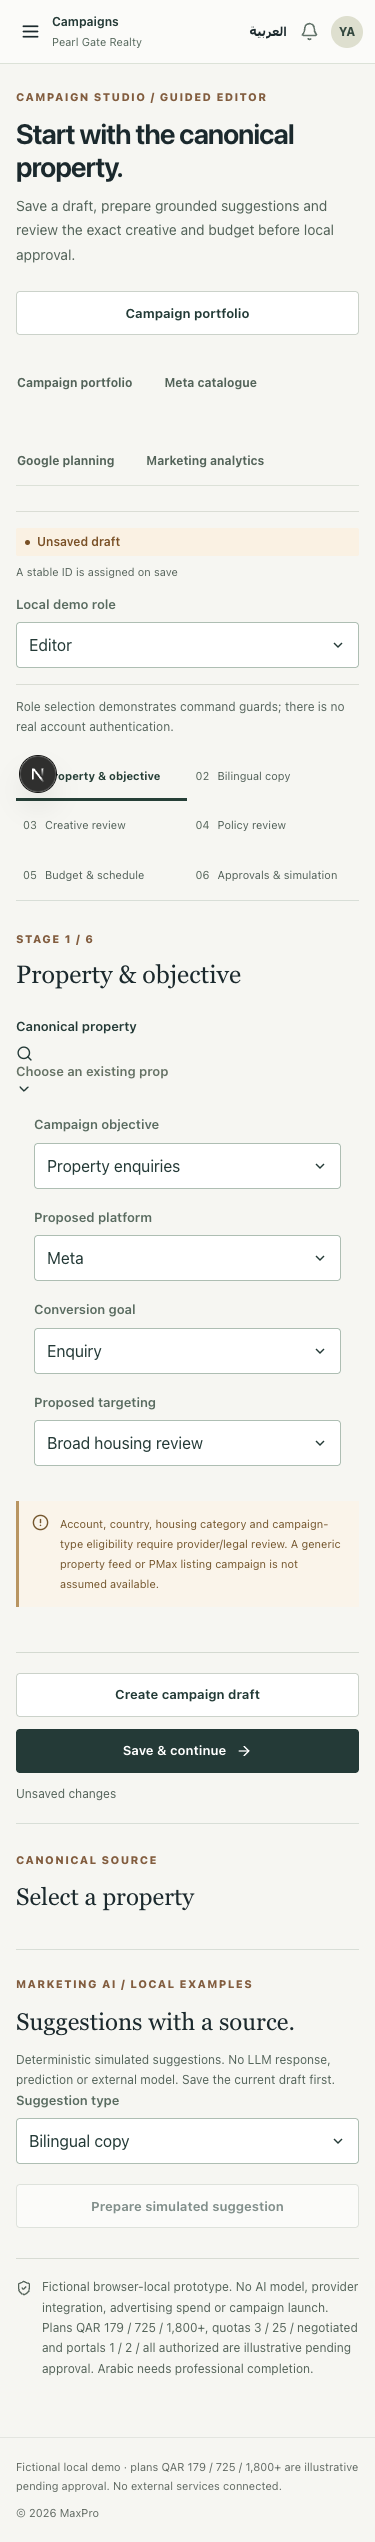 Campaigns
Pearl Gate Realty
العربية
YA
CAMPAIGN STUDIO / GUIDED EDITOR
Start with the canonical
property.
Save a draft, prepare grounded suggestions and
review the exact creative and budget before local
approval.
Campaign portfolio
Campaign portfolio Meta catalogue
Google planning Marketing analytics
Unsaved draft
A stable ID is assigned on save
Local demo role
Editor
Role selection demonstrates command guards; there is no
real account authentication.
N operty & objective 02 Bilingual copy
03 Creative review 04 Policy review
05 Budget & schedule 06 Approvals & simulation
STAGE 1 / 6
Property & objective
Canonical property
Choose an existing prop
Campaign objective
Property enquiries
Proposed platform
Meta
Conversion goal
Enquiry
Proposed targeting
Broad housing review
Account, country, housing category and campaign-
type eligibility require provider/legal review. A generic
property feed or PMax listing campaign is not
assumed available.
Create campaign draft
Save & continue
Unsaved changes
CANONICAL SOURCE
Select a property
MARKETING AI / LOCAL EXAMPLES
Suggestions with a source.
Deterministic simulated suggestions. No LLM response,
prediction or external model. Save the current draft first.
Suggestion type
Bilingual copy
Prepare simulated suggestion
Fictional browser-local prototype. No AI model, provider
integration, advertising spend or campaign launch.
Plans QAR 179 / 725 / 1,800+, quotas 3 / 25 / negotiated
and portals 1 / 2 / all authorized are illustrative pending
approval. Arabic needs professional completion.
Fictional local demo · plans QAR 179 / 725 / 1,800+ are illustrative
pending approval. No external services connected.
© 2026 MaxPro